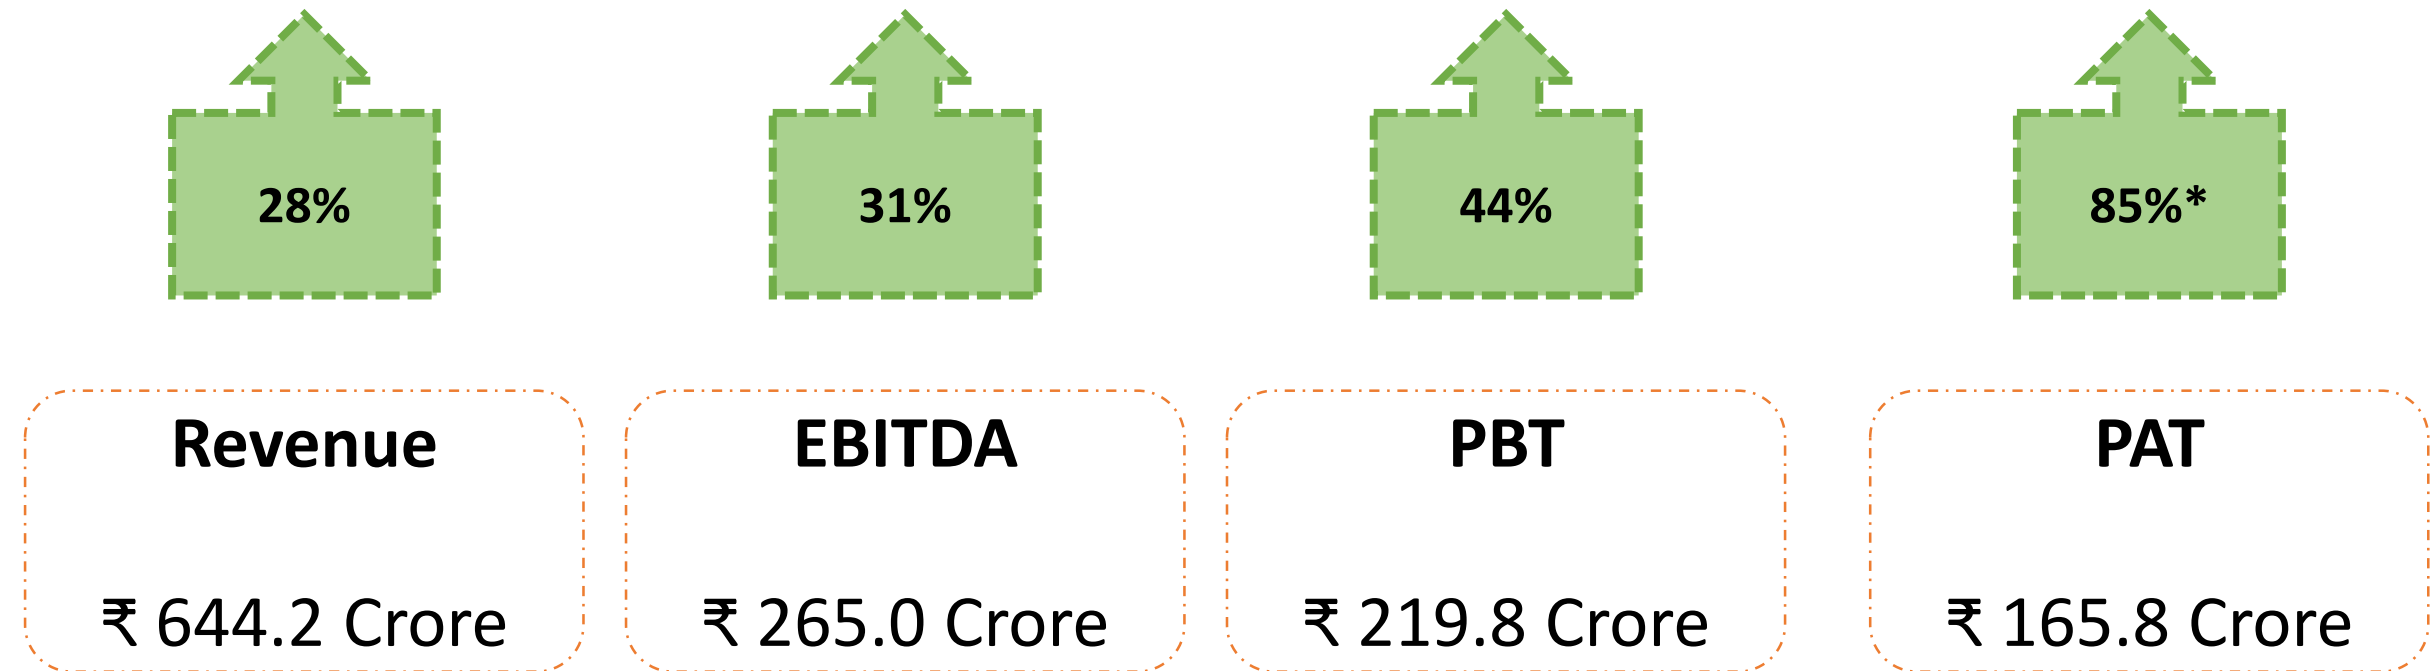 28%
31%
44%
85%*
Revenue
EBITDA
PBT
PAT
₹ 644.2 Crore
₹ 265.0 Crore
₹ 219.8 Crore
₹ 165.8 Crore